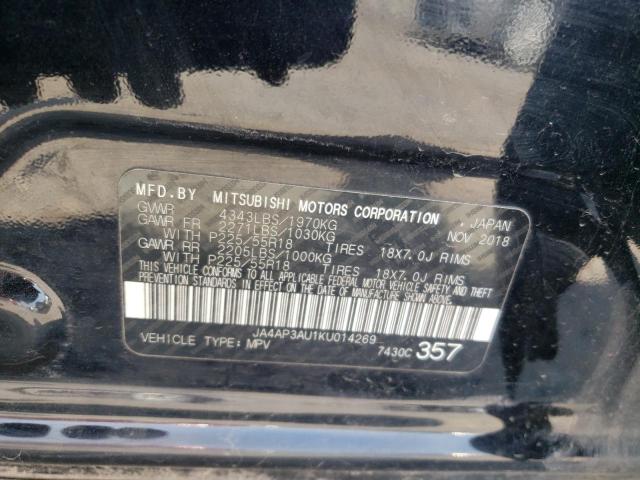 MFD.BY MITSUBISHI MOTORS CORPORATION JAPAN
GVWR 4343LBS/1970KG NOV 2018
GAWR FR 2271LBS/1030KG
WITH P225/55R18 TIRES 18X7.0J RIMS
GAWR RR 2205LBS/1000KG
WITH P225/55R18 TIRES 18X7.0J RIMS
THIS VEHICLE CONFORMS TO ALL APPLICABLE FEDERAL MOTOR VEHICLE SAFETY AND THEFT
PREVENTION STANDARDS IN EFFECT ON THE DATE OF MANUFACTURE SHOWN ABOVE.
JA4AP3AU1KU014269
VEHICLE TYPE:MPV 7430C 357